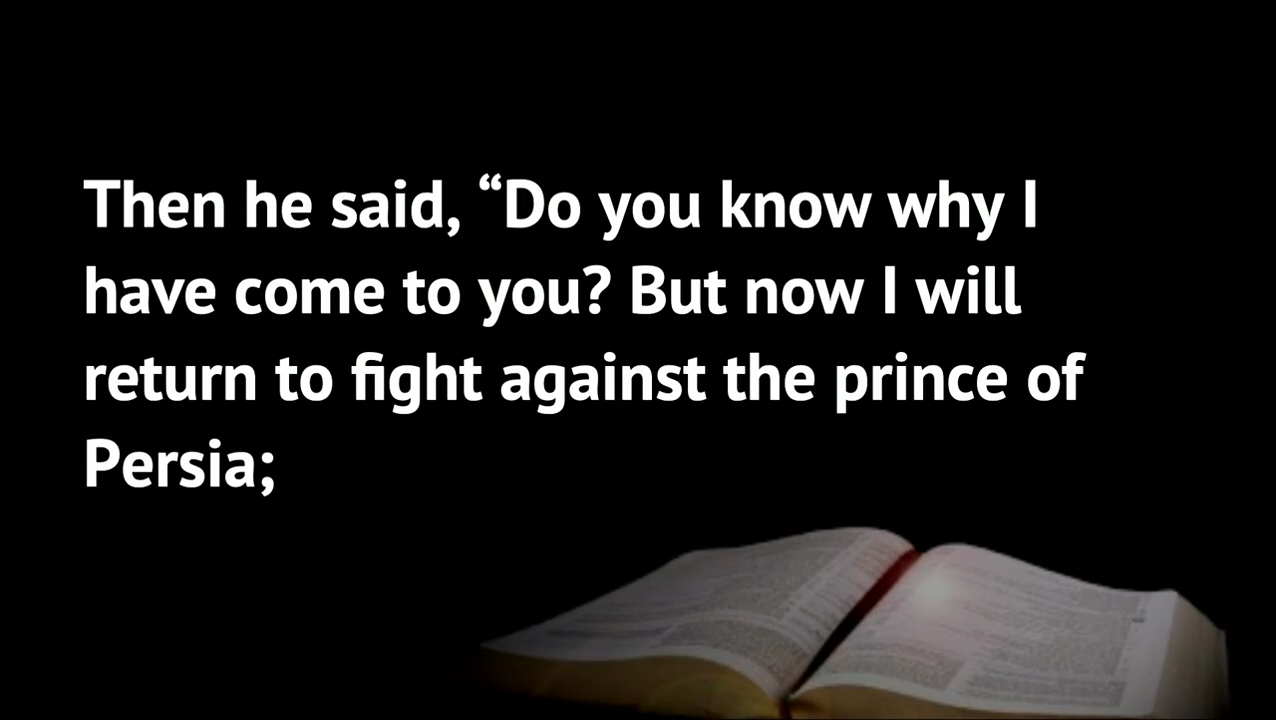 Then he said, “Do you know why I
have come to you? But now I will
return to fight against the prince of
Persia;